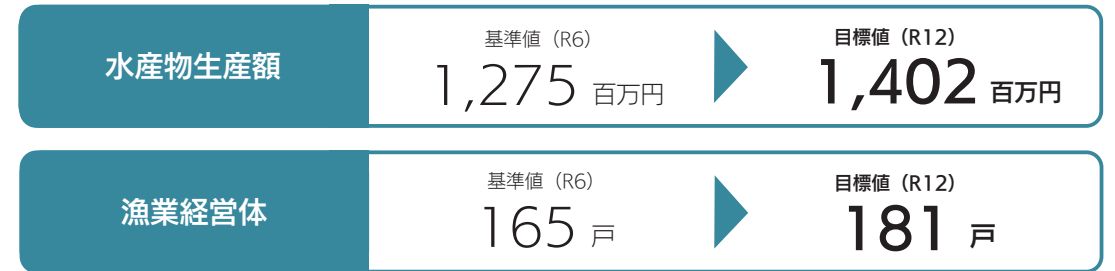 水産物生産額
基準値（R6）
1,275 百万円
目標値（R12）
1,402 百万円
漁業経営体
基準値（R6）
165 戸
目標値（R12）
181 戸